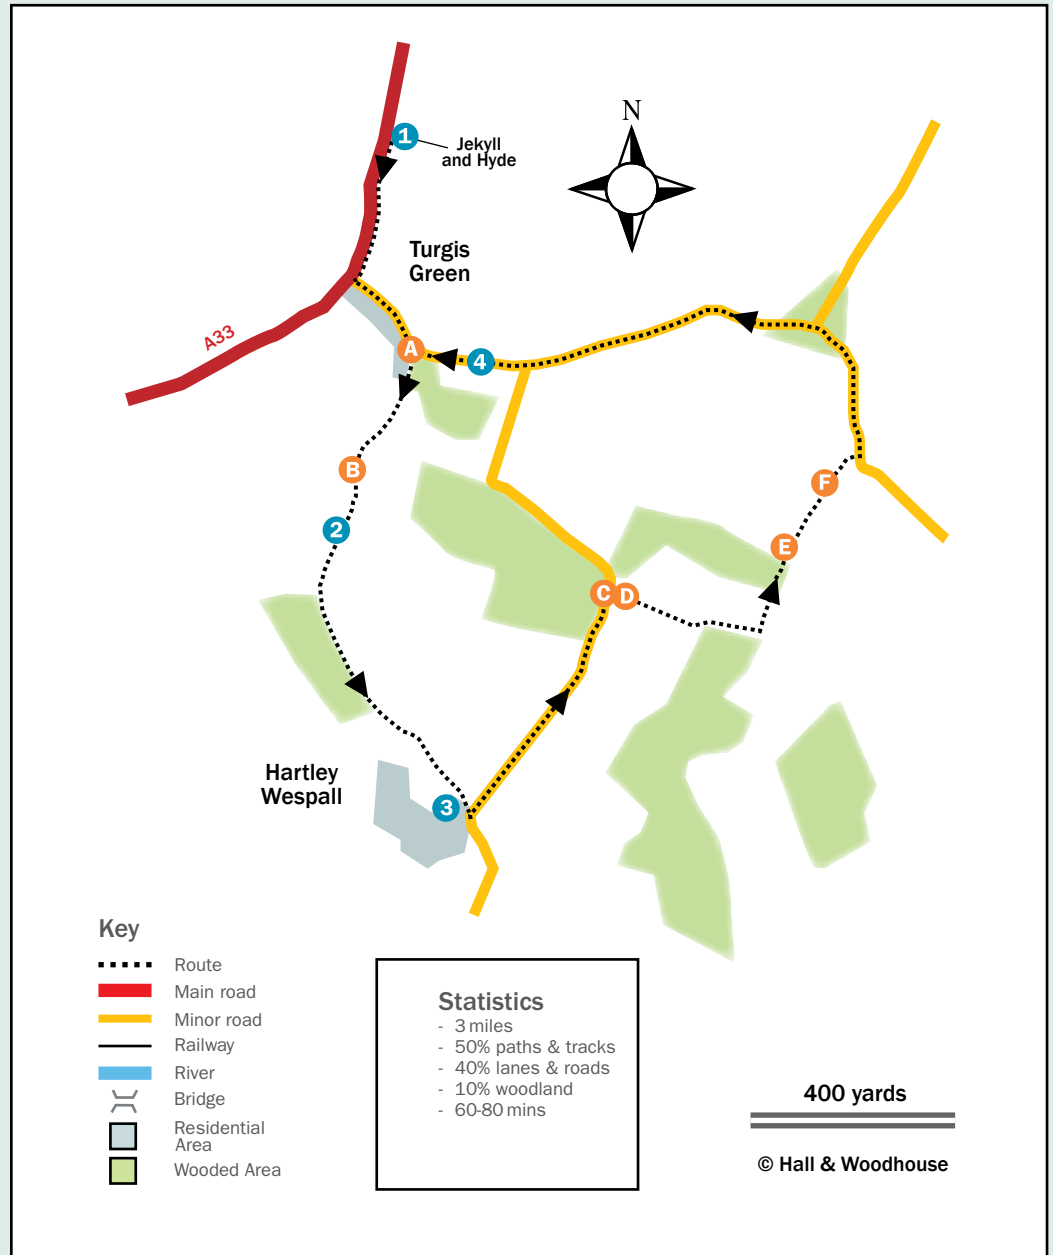 1
Jekyll
and Hyde
N
Turgis
Green
A33
A
4
B
F
2
E
C
D
Hartley
Wespall
3
Key
Route
Main road
Minor road
Railway
River
Bridge
Residential
Area
Wooded Area
Statistics
- 3 miles
- 50% paths & tracks
- 40% lanes & roads
- 10% woodland
- 60-80 mins
400 yards
© Hall & Woodhouse